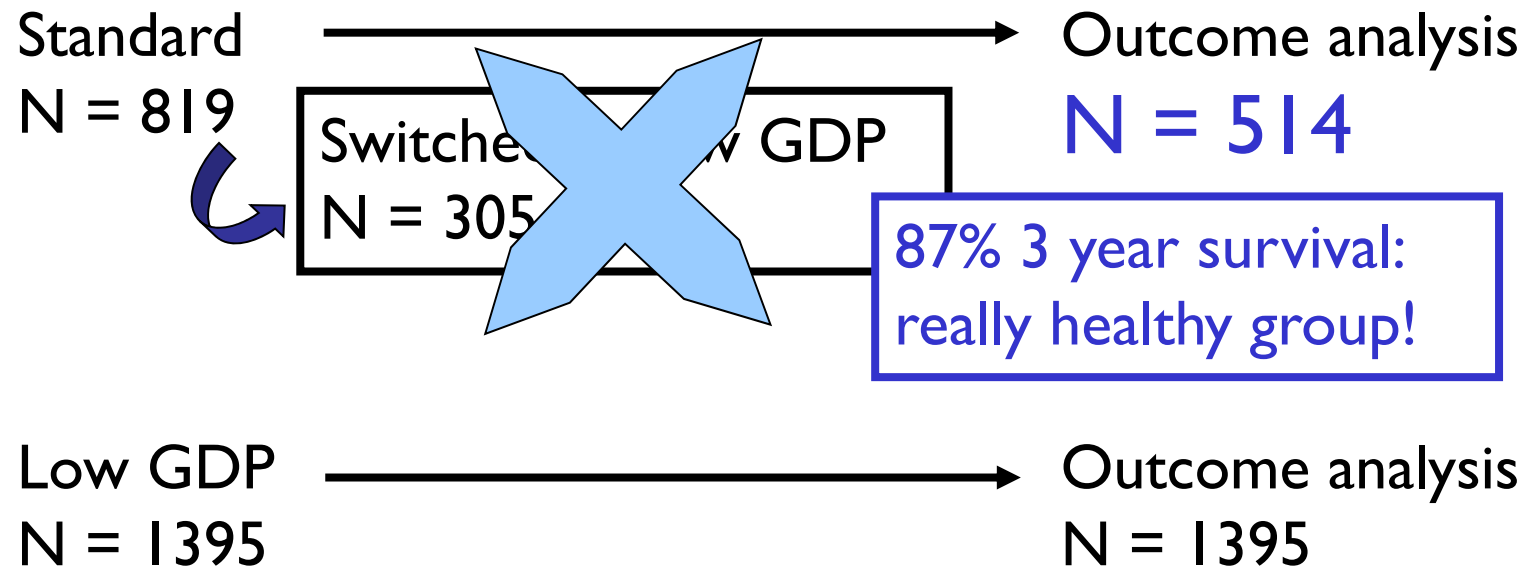 Standard
N = 819
Outcome analysis
N = 514
Switched GDP
N = 305
87% 3 year survival:
really healthy group!
Low GDP
N = 1395
Outcome analysis
N = 1395